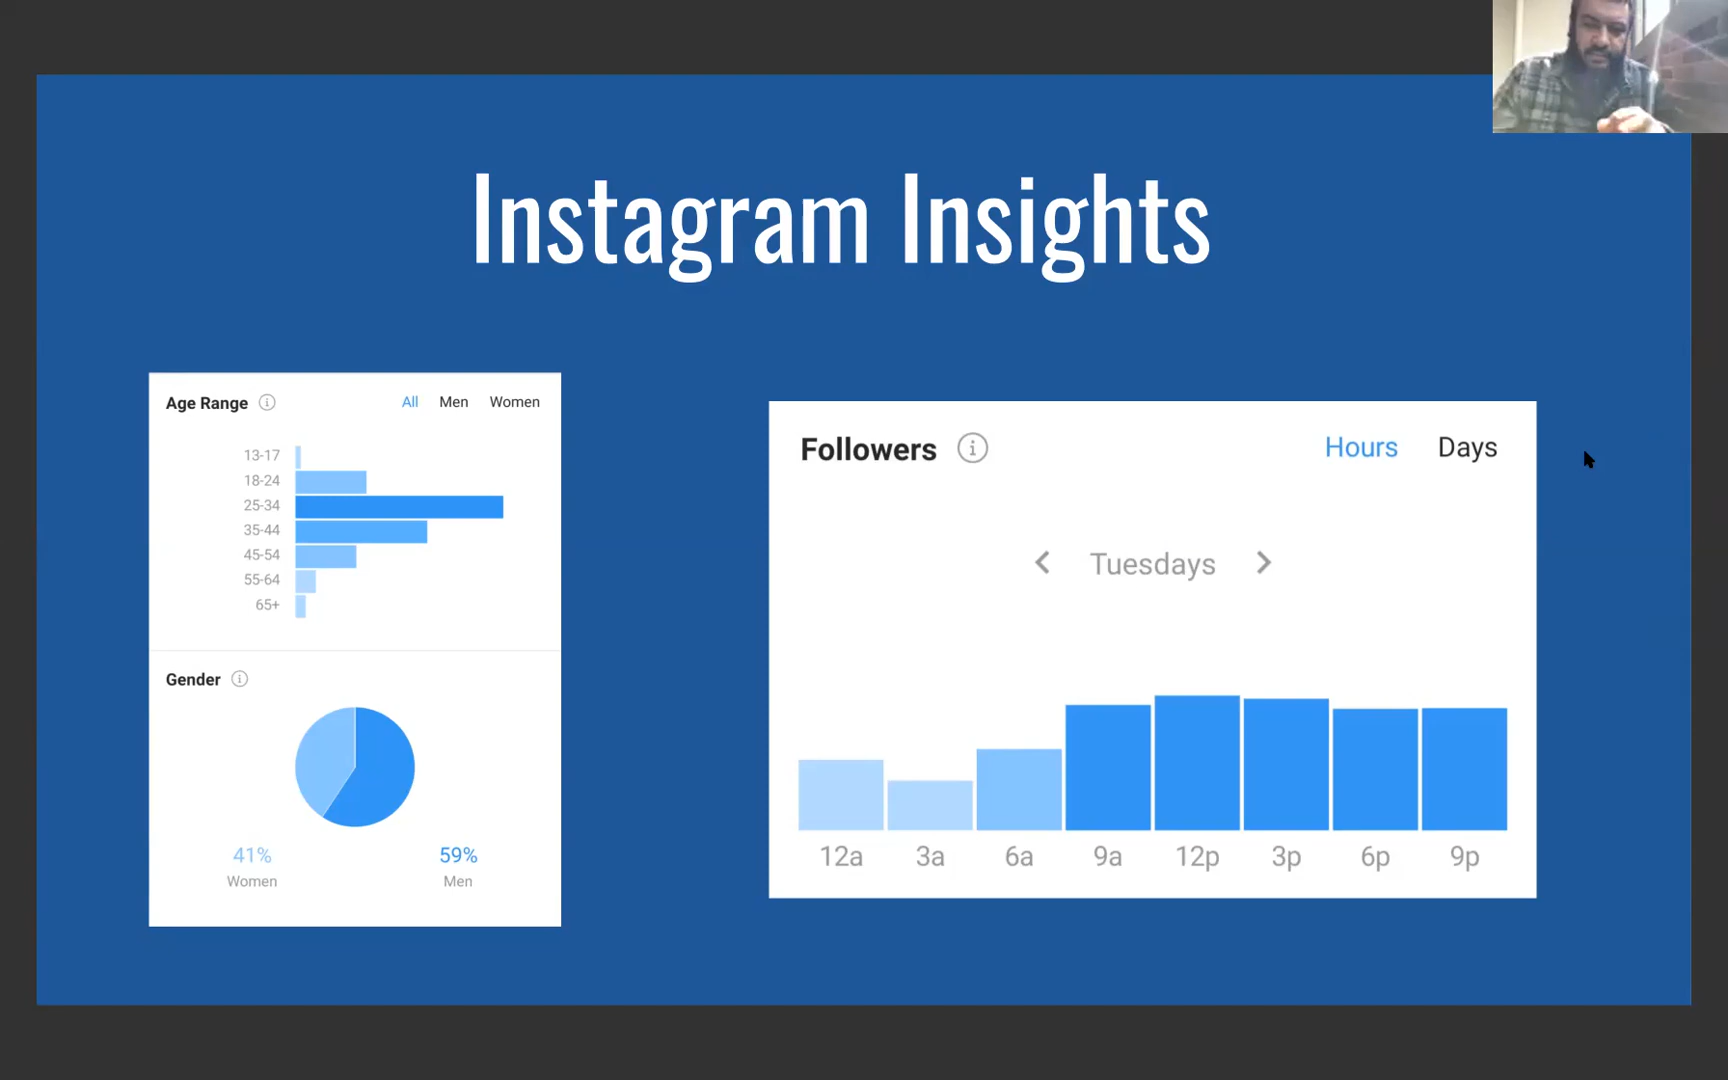 Instagram Insights
Age Range
All Men Women
13-17
18-24
25-34
35-44
45-54
55-64
65+
Gender
41% 59%
Women Men
Followers
Hours Days
Tuesdays
12a 3a 6a 9a 12p 3p 6p 9p